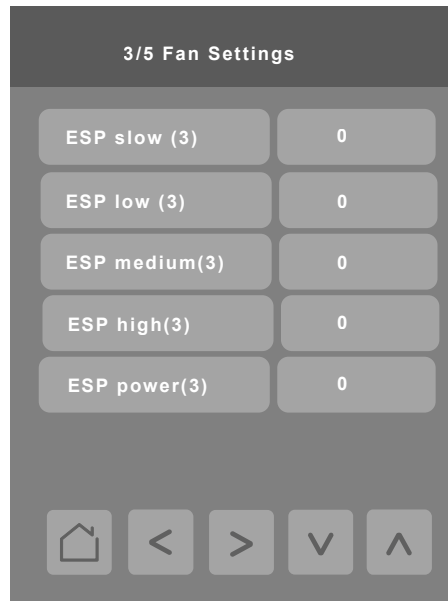 3/5 Fan Settings
ESP slow (3) 0
ESP low (3) 0
ESP medium(3) 0
ESP high(3) 0
ESP power(3) 0